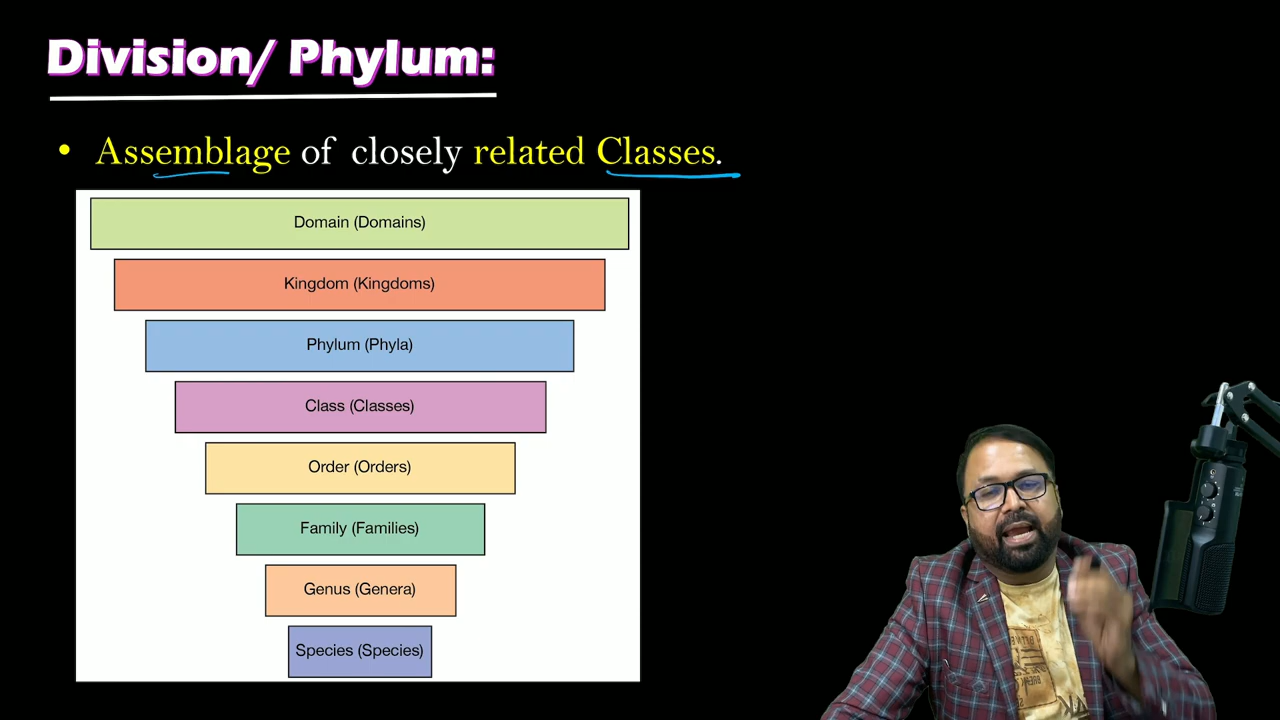 Division/ Phylum:
• Assemblage of closely related Classes.
Domain (Domains)
Kingdom (Kingdoms)
Phylum (Phyla)
Class (Classes)
Order (Orders)
Family (Families)
Genus (Genera)
Species (Species)